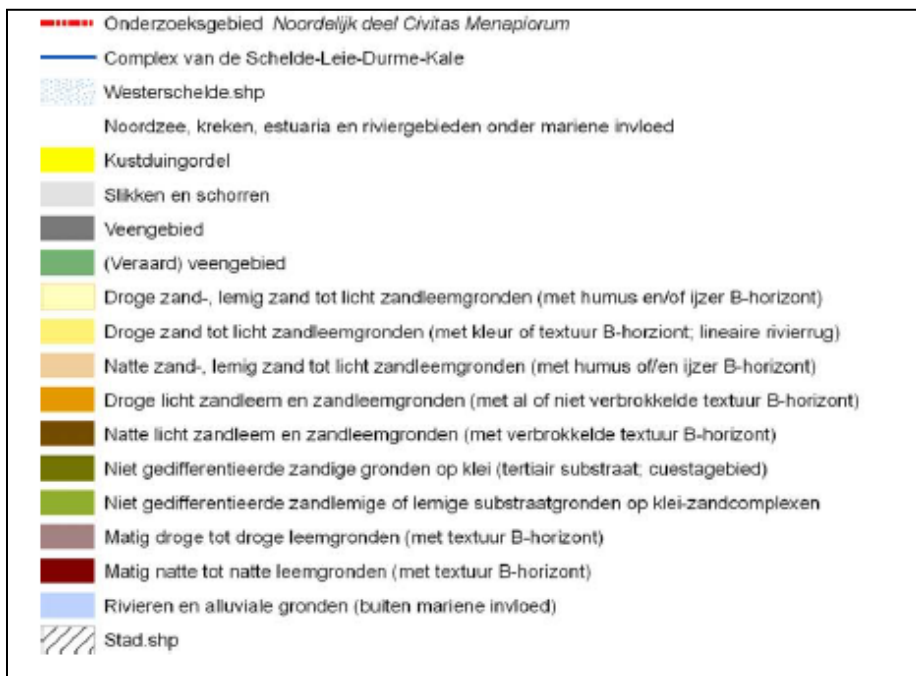 Onderzoeksgebied Noordelijk deel Civitas Menapiorum
Complex van de Schelde-Leie-Durme-Kale
Westerschelde.shp
Noordzee, kreken, estuaria en riviergebieden onder mariene invloed
Kustduingordel
Slikken en schorren
Veengebied
(Veraard) veengebied
Droge zand-, lemig zand tot licht zandleemgronden (met humus en/of ijzer B-horizont)
Droge zand tot licht zandleemgronden (met kleur of textuur B-horziont; lineaire rivierrug)
Natte zand-, lemig zand tot licht zandleemgronden (met humus of/en ijzer B-horizont)
Droge licht zandleem en zandleemgronden (met al of niet verbrokkelde textuur B-horizont)
Natte licht zandleem en zandleemgronden (met verbrokkelde textuur B-horizont)
Niet gedifferentieerde zandige gronden op klei (tertiair substraat; cuestagebied)
Niet gedifferentieerde zandlemige of lemige substraatgronden op klei-zandcomplexen
Matig droge tot droge leemgronden (met textuur B-horizont)
Matig natte tot natte leemgronden (met textuur B-horizont)
Rivieren en alluviale gronden (buiten mariene invloed)
Stad.shp